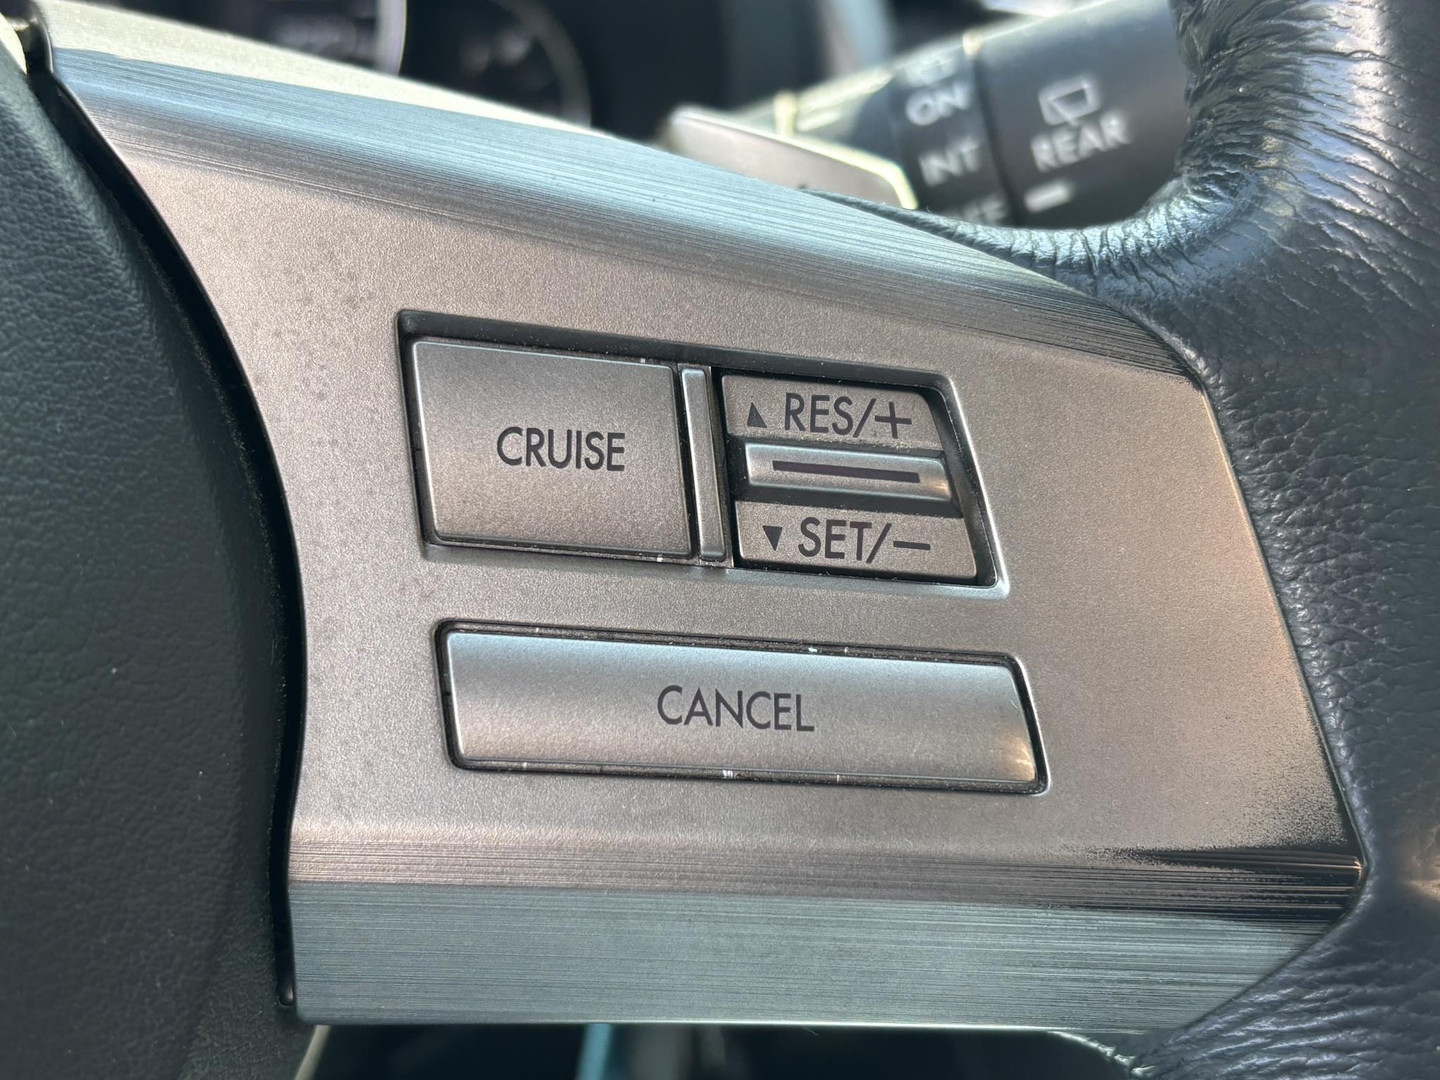 ON
INT
REAR
CRUISE
▲ RES/+
▼ SET/−
CANCEL